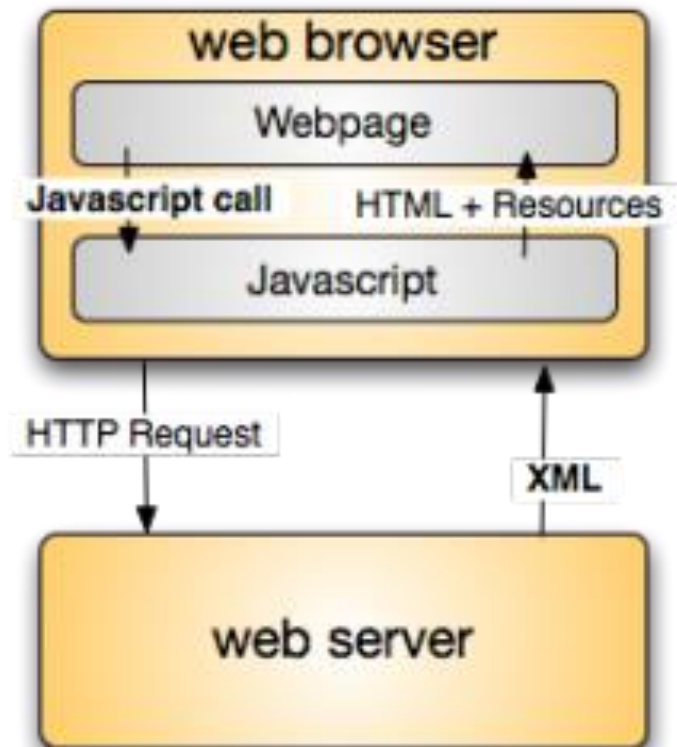 web browser
Webpage
Javascript call
HTML + Resources
Javascript
HTTP Request
XML
web server